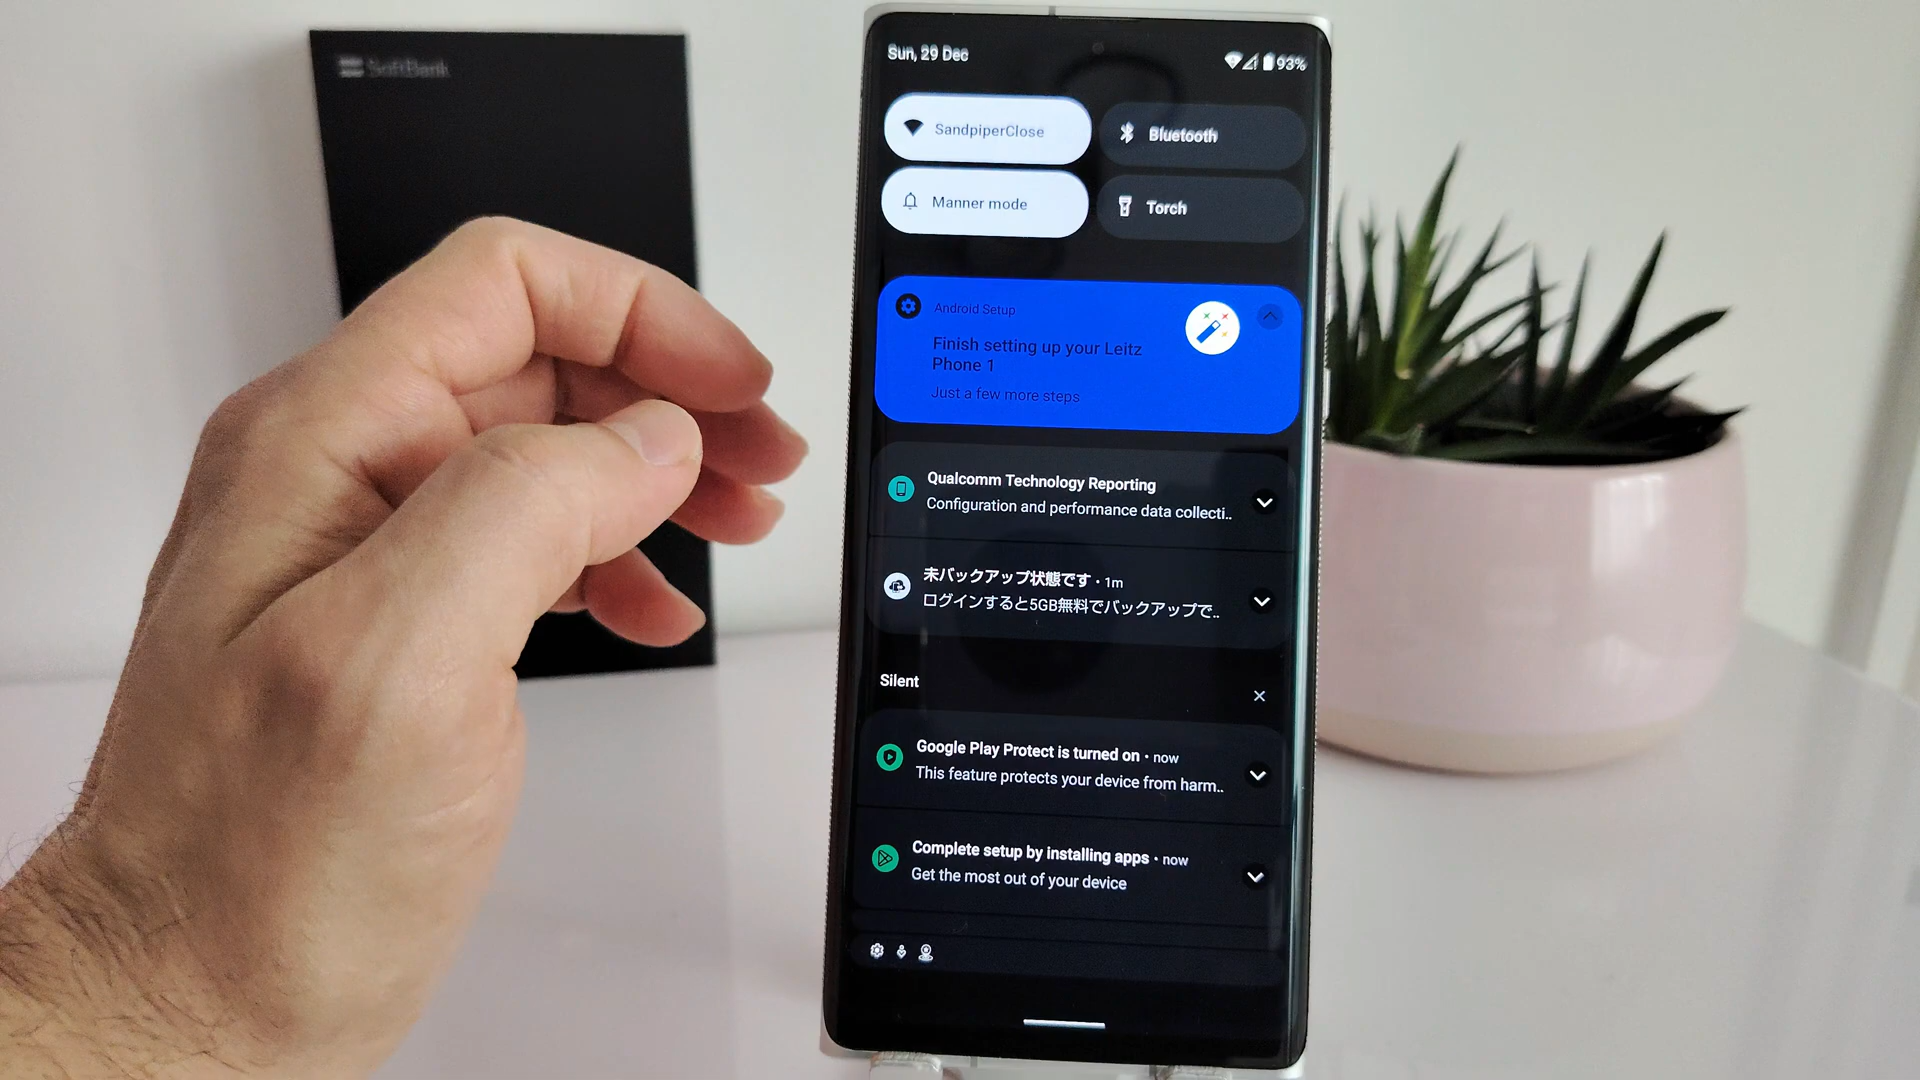 SoftBank
Sun, 29 Dec
93%
SandpiperClose
Bluetooth
Manner mode
Torch
Android Setup
Finish setting up your Leitz
Phone 1
Just a few more steps
Qualcomm Technology Reporting
Configuration and performance data collecti..
未バックアップ状態です • 1m
ログインすると5GB無料でバックアップで..
Silent
Google Play Protect is turned on • now
This feature protects your device from harm..
Complete setup by installing apps • now
Get the most out of your device